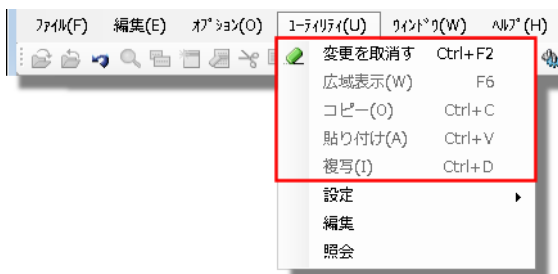 ﾌｧｲﾙ(F) 編集(E) ｵﾌﾟｼｮﾝ(O) ﾕｰﾃｨﾘﾃｨ(U) ｳｨﾝﾄﾞｳ(W) ﾍﾙﾌﾟ(H)
変更を取消す Ctrl+F2
広域表示(W) F6
コピー(O) Ctrl+C
貼り付け(A) Ctrl+V
複写(I) Ctrl+D
設定
編集
照会